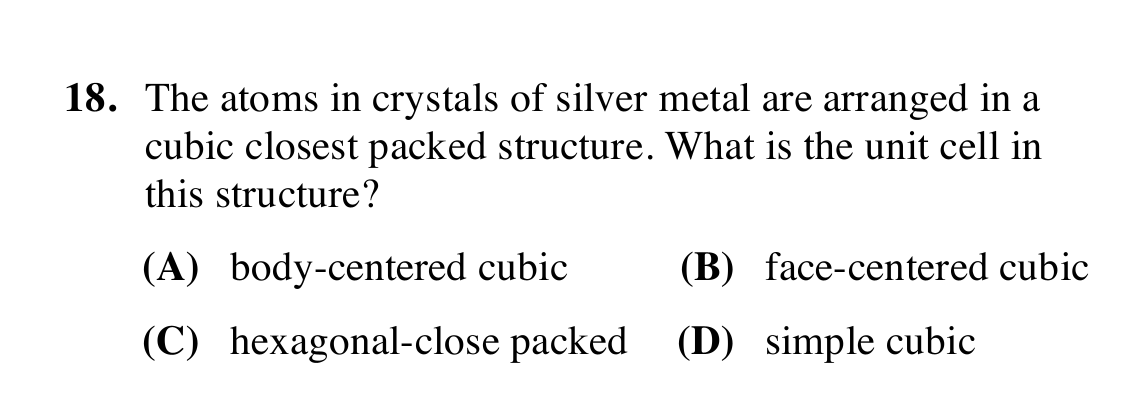 18. The atoms in crystals of silver metal are arranged in a
cubic closest packed structure. What is the unit cell in
this structure?
(A) body-centered cubic (B) face-centered cubic
(C) hexagonal-close packed (D) simple cubic